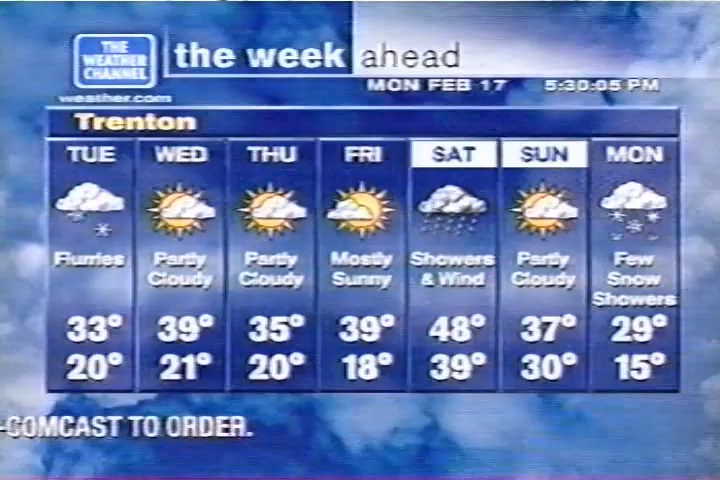 THE
WEATHER
CHANNEL
the week ahead
weather.com
MON FEB 17 5:30:05 PM
Trenton
TUE WED THU FRI SAT SUN MON
Flurries Partly Cloudy Partly Cloudy Mostly Sunny Showers & Wind Partly Cloudy Few Snow Showers
33° 39° 35° 39° 48° 37° 29°
20° 21° 20° 18° 39° 30° 15°
-COMCAST TO ORDER.